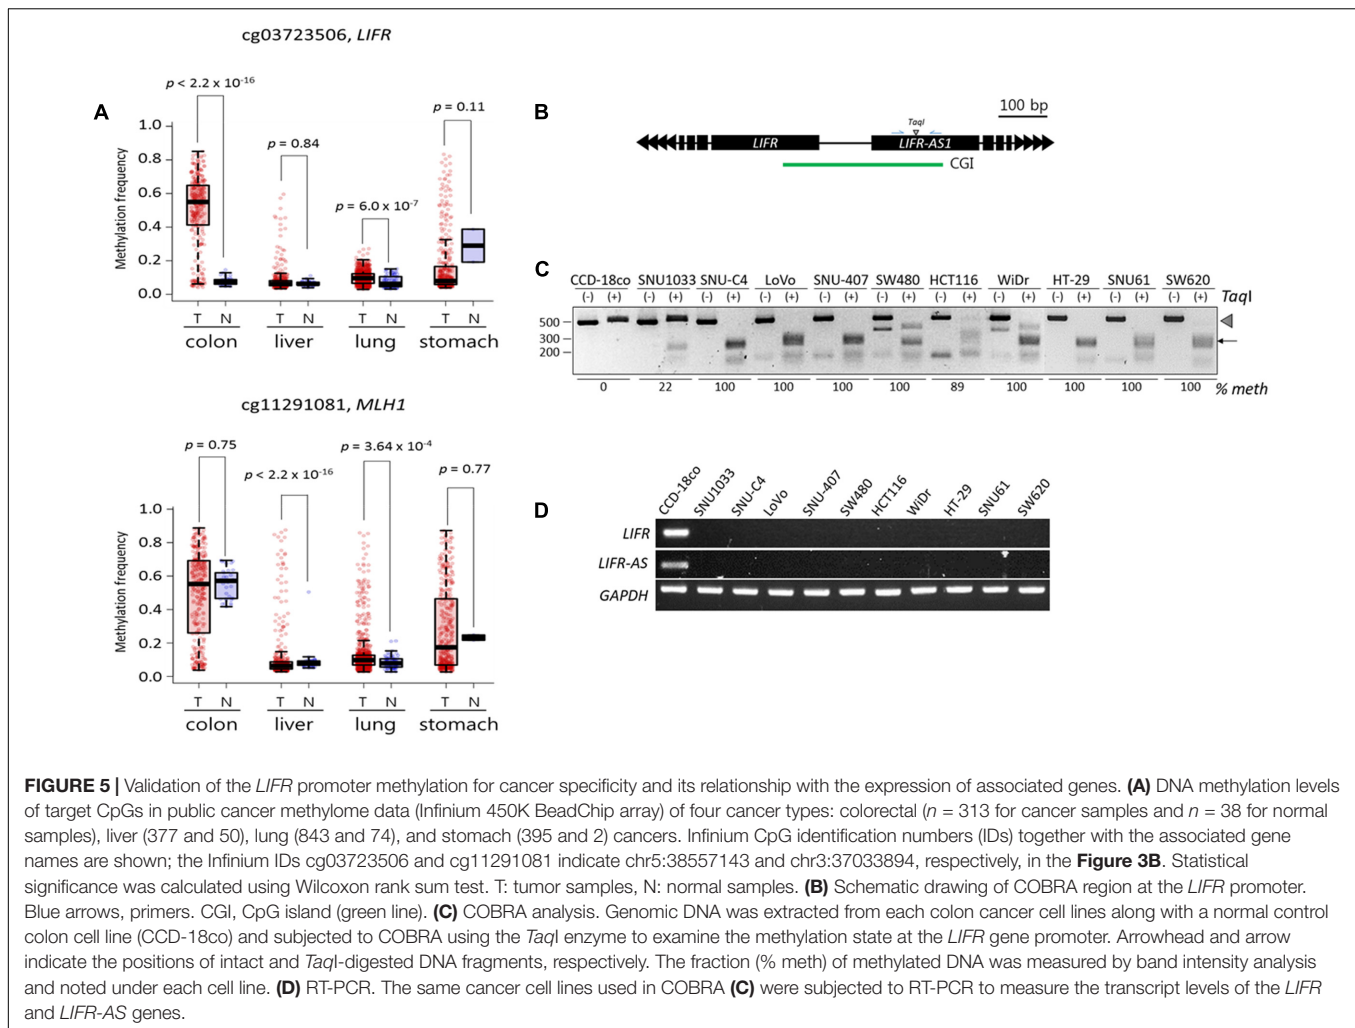 cg03723506, LIFR
A
p < 2.2 x 10-16
p = 0.84
p = 6.0 x 10-7
p = 0.11
Methylation frequency
1.0
0.8
0.6
0.4
0.2
0.0
T N T N T N T N
colon liver lung stomach
cg11291081, MLH1
p = 0.75
p < 2.2 x 10-16
p = 3.64 x 10-4
p = 0.77
Methylation frequency
1.0
0.8
0.6
0.4
0.2
0.0
T N T N T N T N
colon liver lung stomach
B
100 bp
TaqI
LIFR LIFR-AS1
CGI
C
CCD-18co SNU1033 SNU-C4 LoVo SNU-407 SW480 HCT116 WiDr HT-29 SNU61 SW620
(-) (+) (-) (+) (-) (+) (-) (+) (-) (+) (-) (+) (-) (+) (-) (+) (-) (+) (-) (+) (-) (+) TaqI
500
300
200
0 22 100 100 100 100 89 100 100 100 100 % meth
D
CCD-18co SNU1033 SNU-C4 LoVo SNU-407 SW480 HCT116 WiDr HT-29 SNU61 SW620
LIFR
LIFR-AS
GAPDH
FIGURE 5 | Validation of the LIFR promoter methylation for cancer specificity and its relationship with the expression of associated genes. (A) DNA methylation levels
of target CpGs in public cancer methylome data (Infinium 450K BeadChip array) of four cancer types: colorectal (n = 313 for cancer samples and n = 38 for normal
samples), liver (377 and 50), lung (843 and 74), and stomach (395 and 2) cancers. Infinium CpG identification numbers (IDs) together with the associated gene
names are shown; the Infinium IDs cg03723506 and cg11291081 indicate chr5:38557143 and chr3:37033894, respectively, in the Figure 3B. Statistical
significance was calculated using Wilcoxon rank sum test. T: tumor samples, N: normal samples. (B) Schematic drawing of COBRA region at the LIFR promoter.
Blue arrows, primers. CGI, CpG island (green line). (C) COBRA analysis. Genomic DNA was extracted from each colon cancer cell lines along with a normal control
colon cell line (CCD-18co) and subjected to COBRA using the TaqI enzyme to examine the methylation state at the LIFR gene promoter. Arrowhead and arrow
indicate the positions of intact and TaqI-digested DNA fragments, respectively. The fraction (% meth) of methylated DNA was measured by band intensity analysis
and noted under each cell line. (D) RT-PCR. The same cancer cell lines used in COBRA (C) were subjected to RT-PCR to measure the transcript levels of the LIFR
and LIFR-AS genes.